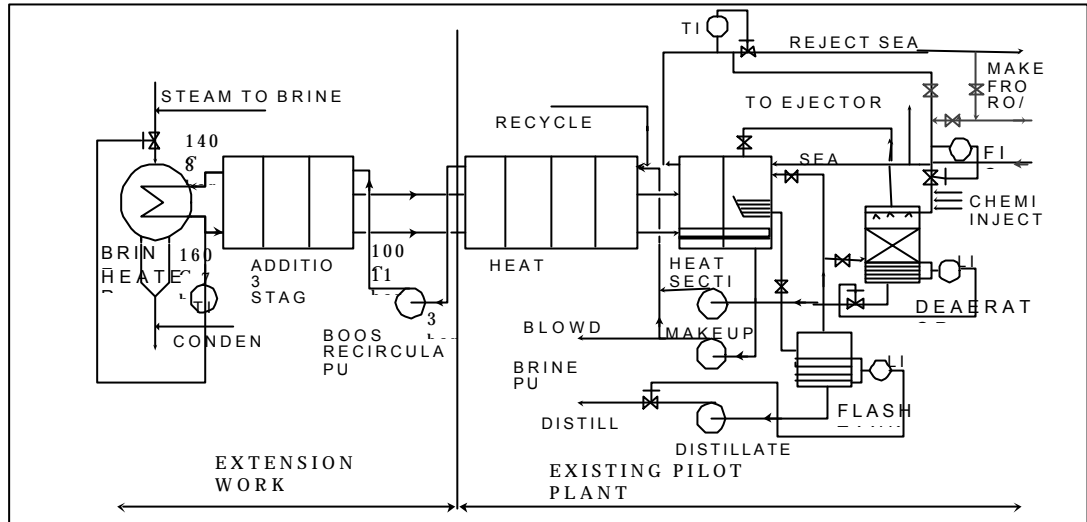 TI
REJECT SEA
MAKE
FRO
RO/
STEAM TO BRINE
TO EJECTOR
RECYCLE
140
SEA
FI
CHEMI
INJECT
BRIN
HEATE
160
TI
ADDITIO
3
STAG
100
11
HEAT
HEAT
SECTI
LI
DEAERAT
CONDEN
BOOS
RECIRCULA
PU
3
BLOWD
MAKEUP
BRINE
PU
LI
FLASH
DISTILL
DISTILLATE
EXTENSION
WORK
EXISTING PILOT
PLANT